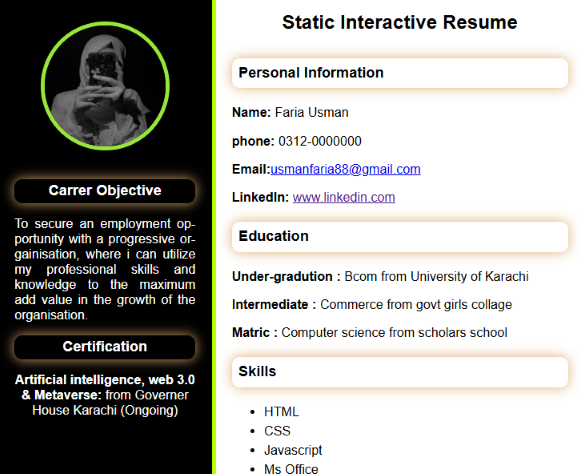 Carrer Objective
To secure an employment op-
portunity with a progressive or-
gainisation, where i can utilize
my professional skills and
knowledge to the maximum
add value in the growth of the
organisation.
Certification
Artificial intelligence, web 3.0
& Metaverse: from Governer
House Karachi (Ongoing)
Static Interactive Resume
Personal Information
Name: Faria Usman
phone: 0312-0000000
Email:usmanfaria88@gmail.com
LinkedIn: www.linkedin.com
Education
Under-gradution : Bcom from University of Karachi
Intermediate : Commerce from govt girls collage
Matric : Computer science from scholars school
Skills
• HTML
• CSS
• Javascript
• Ms Office